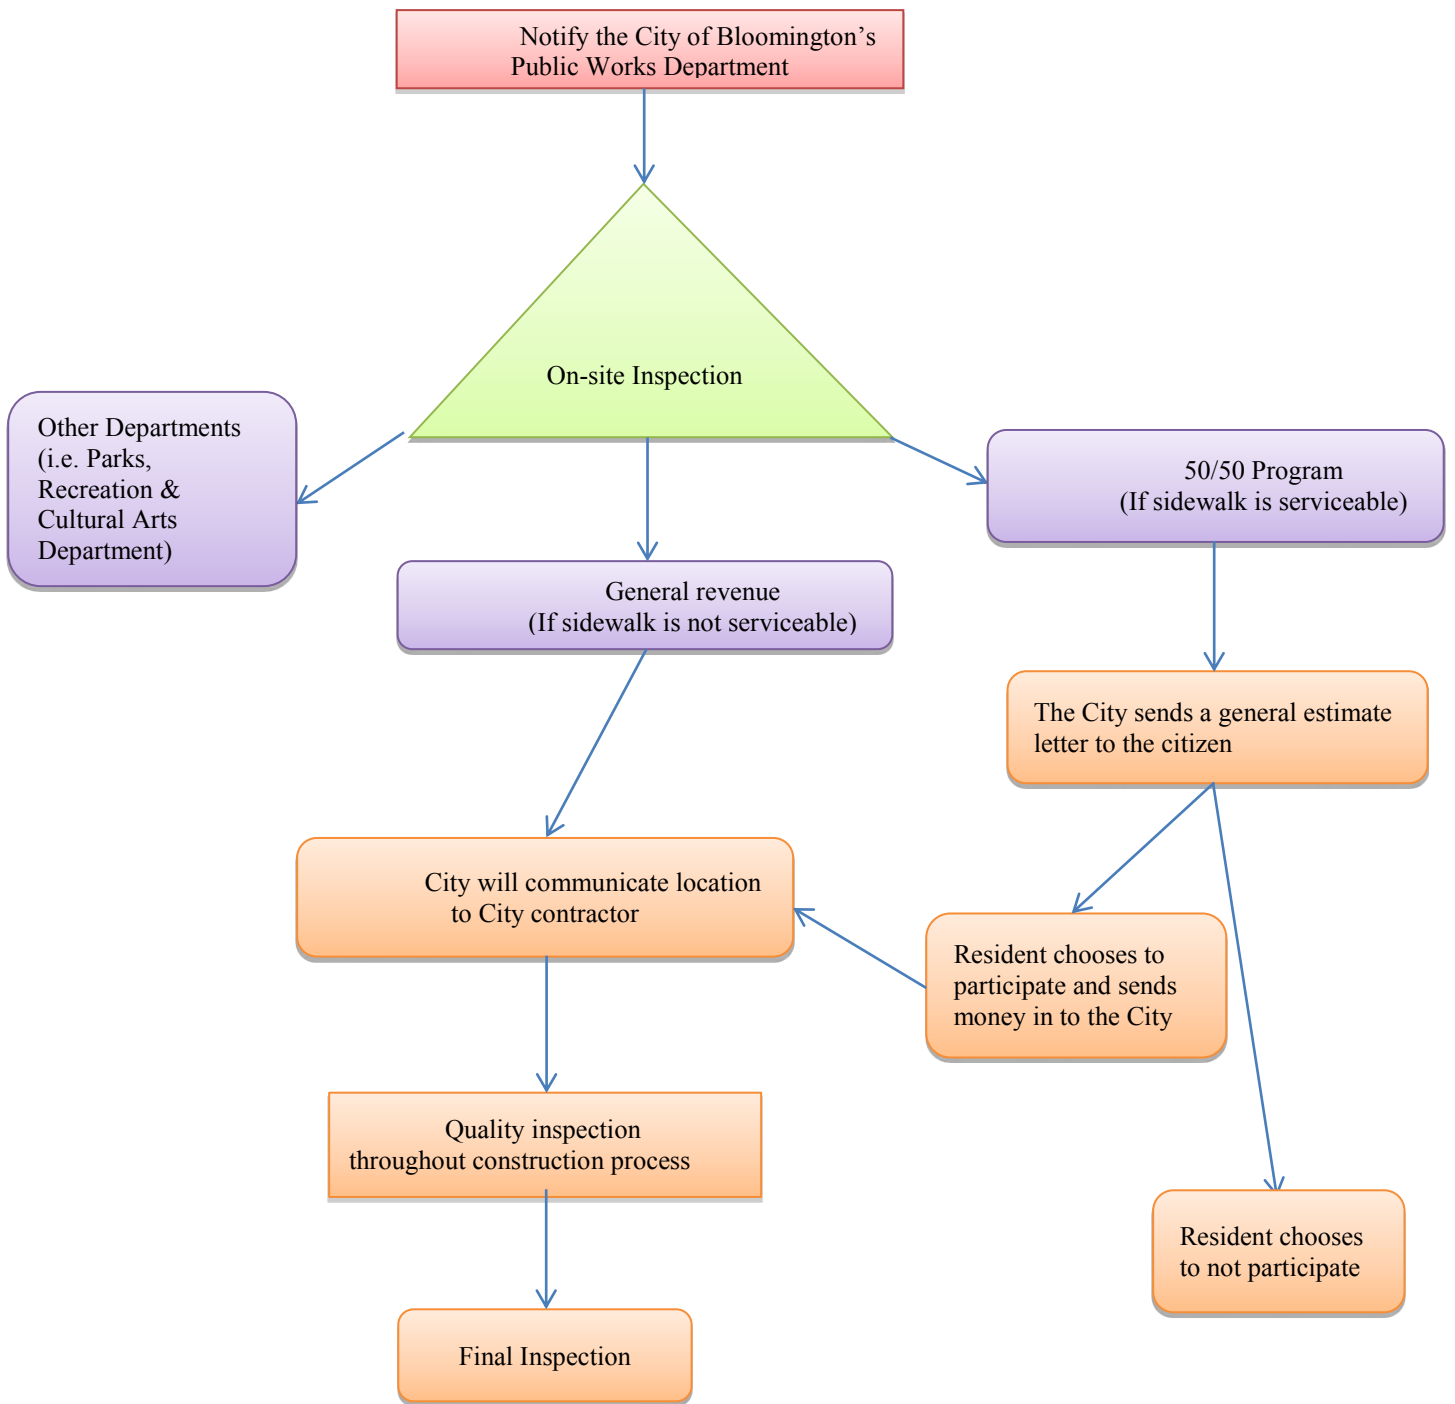 Notify the City of Bloomington’s
Public Works Department
On-site Inspection
Other Departments
(i.e. Parks,
Recreation &
Cultural Arts
Department)
50/50 Program
(If sidewalk is serviceable)
General revenue
(If sidewalk is not serviceable)
The City sends a general estimate
letter to the citizen
City will communicate location
to City contractor
Resident chooses to
participate and sends
money in to the City
Quality inspection
throughout construction process
Resident chooses
to not participate
Final Inspection